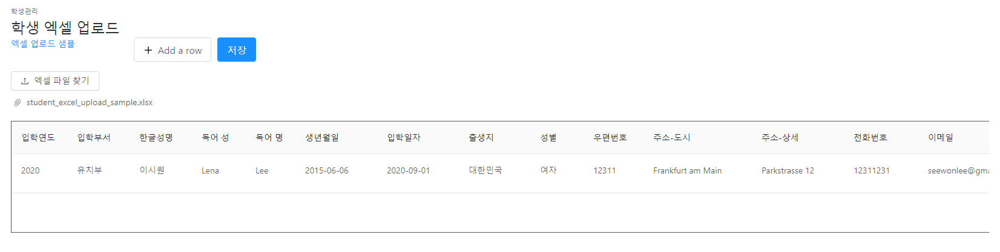 학생관리
학생 엑셀 업로드
엑셀 업로드 샘플
Add a row 저장
엑셀 파일 찾기
student_excel_upload_sample.xlsx
입학연도 입학부서 한글성명 독어 성 독어 명 생년월일 입학일자 출생지 성별 우편번호 주소-도시 주소-상세 전화번호 이메일
2020 유치부 이시원 Lena Lee 2015-06-06 2020-09-01 대한민국 여자 12311 Frankfurt am Main Parkstrasse 12 12311231 seewonlee@gma